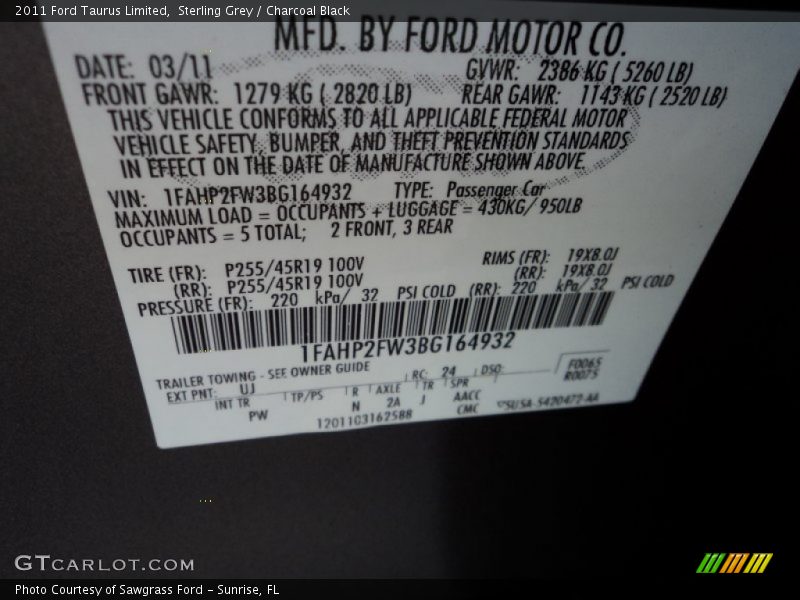 2011 Ford Taurus Limited,  Sterling Grey / Charcoal Black
MFD. BY FORD MOTOR CO.
DATE: 03/11 GVWR: 2386 KG ( 5260 LB)
FRONT GAWR: 1279 KG ( 2820 LB) REAR GAWR: 1143 KG ( 2520 LB)
THIS VEHICLE CONFORMS TO ALL APPLICABLE FEDERAL MOTOR
VEHICLE SAFETY, BUMPER, AND THEFT PREVENTION STANDARDS
IN EFFECT ON THE DATE OF MANUFACTURE SHOWN ABOVE.
VIN: 1FAHP2FW3BG164932 TYPE: Passenger Car
MAXIMUM LOAD = OCCUPANTS + LUGGAGE = 430KG/ 950LB
OCCUPANTS = 5 TOTAL; 2 FRONT, 3 REAR
TIRE (FR): P255/45R19 100V RIMS (FR): 19X8.0J
(RR): P255/45R19 100V (RR): 19X8.0J
PRESSURE (FR): 220 kPa/ 32 PSI COLD (RR): 220 kPa/ 32 PSI COLD
1FAHP2FW3BG164932
TRAILER TOWING - SEE OWNER GUIDE
EXT PNT: UJ RC: 24 DSO: F0065
R0075
INT TR TP/PS R AXLE TR SPR
PW N 2A J AACC
CMC
1201103162588
5U5A-5420472-AA
GTCARLOT.COM
Photo Courtesy of Sawgrass Ford - Sunrise, FL